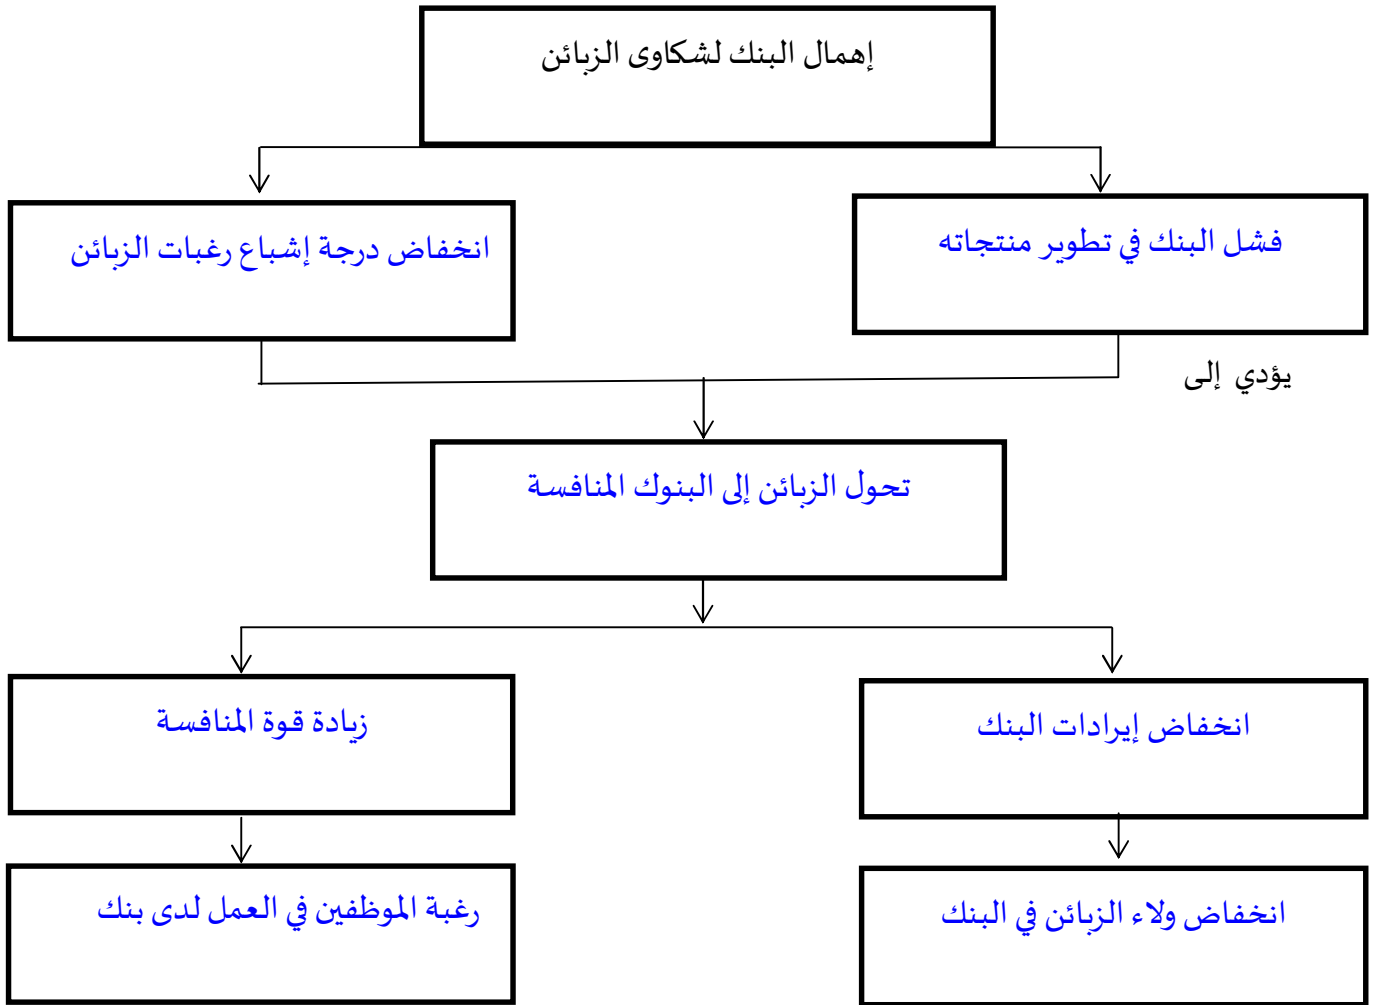 إهمال البنك لشكاوى الزبائن
فشل البنك في تطوير منتجاته
انخفاض درجة إشباع رغبات الزبائن
يؤدي إلى
تحول الزبائن إلى البنوك المنافسة
انخفاض إيرادات البنك
زيادة قوة المنافسة
انخفاض ولاء الزبائن في البنك
رغبة الموظفين في العمل لدى بنك